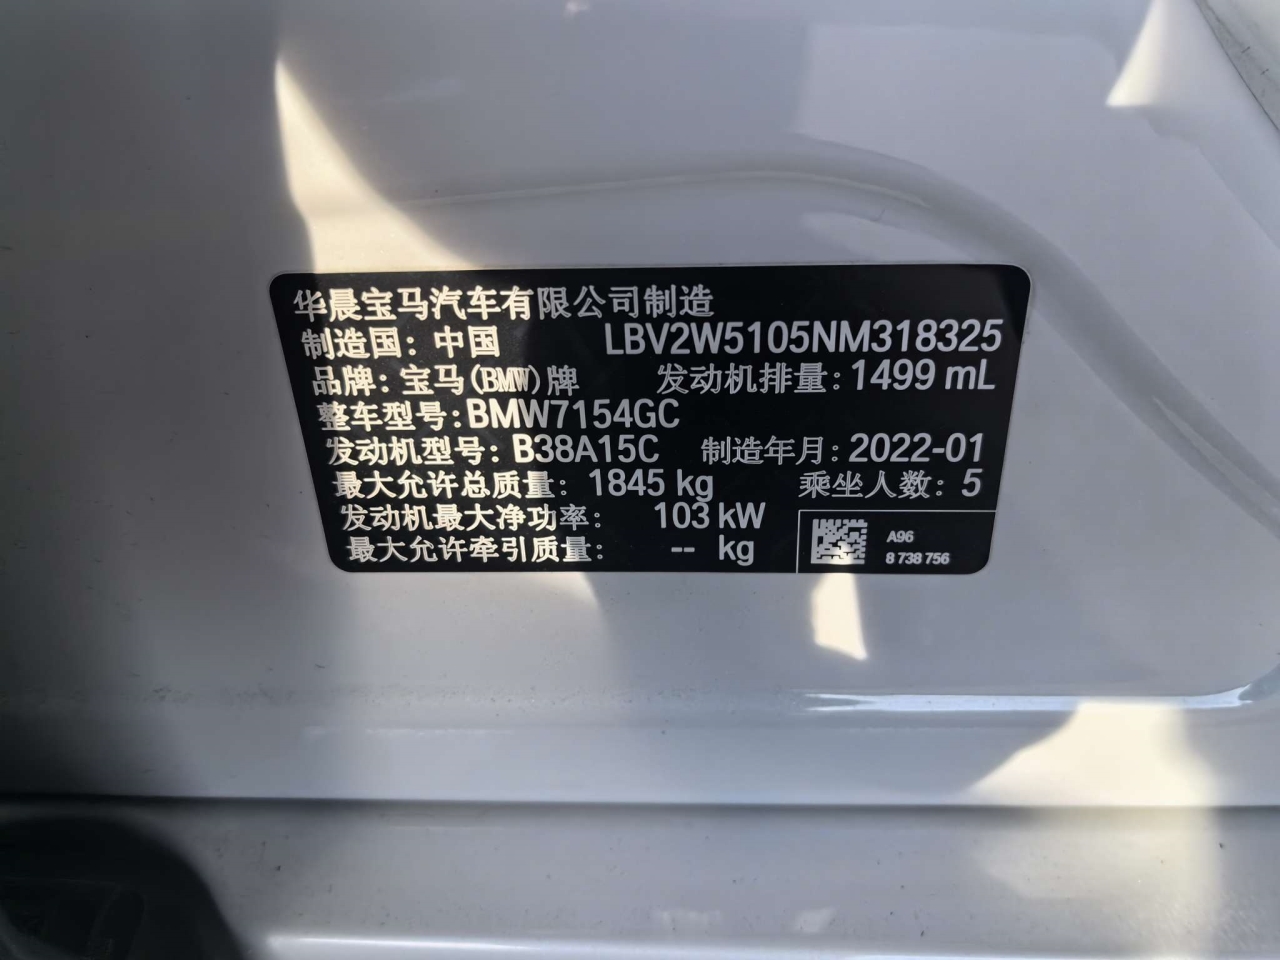 华晨宝马汽车有限公司制造
制造国：中国 LBV2W5105NM318325
品牌：宝马(BMW)牌 发动机排量：1499 mL
整车型号：BMW7154GC
发动机型号：B38A15C 制造年月：2022-01
最大允许总质量：1845 kg 乘坐人数：5
发动机最大净功率：103 kW
最大允许牵引质量：-- kg
A96
8 738 756